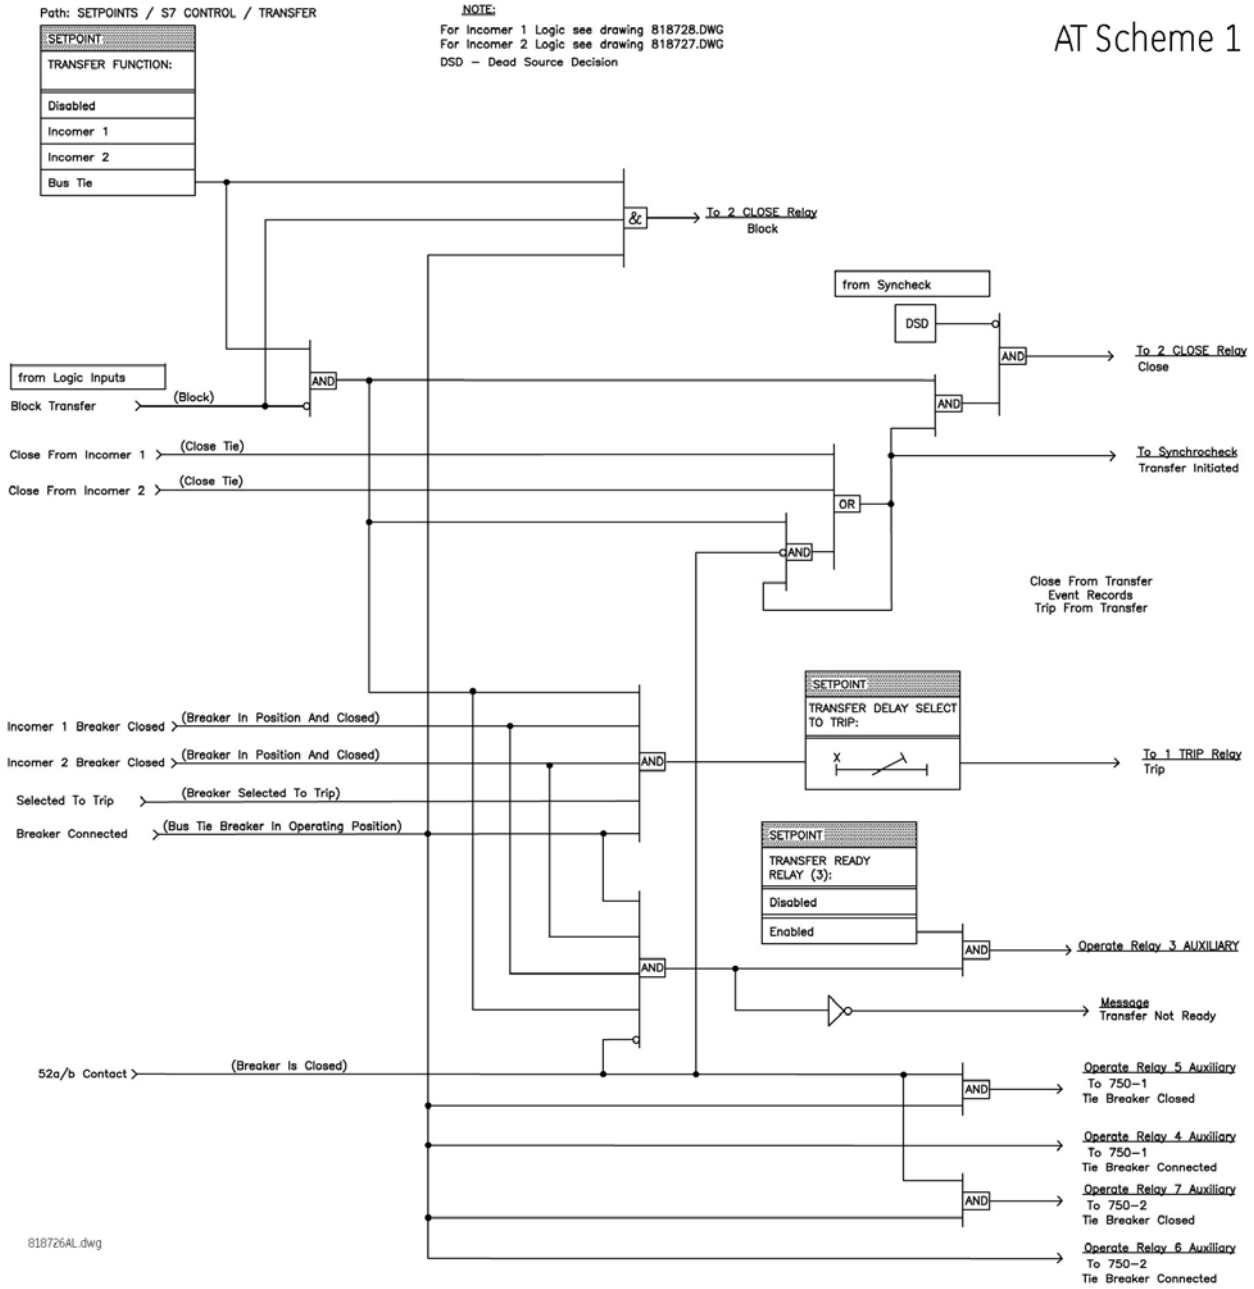 Path: SETPOINTS / S7 CONTROL / TRANSFER
NOTE:
For Incomer 1 Logic see drawing 818728.DWG
For Incomer 2 Logic see drawing 818727.DWG
DSD – Dead Source Decision
AT Scheme 1
SETPOINT
TRANSFER FUNCTION:
Disabled
Incomer 1
Incomer 2
Bus Tie
&
To 2 CLOSE Relay
Block
from Syncheck
DSD
AND
To 2 CLOSE Relay
Close
from Logic Inputs
AND
Block Transfer
(Block)
AND
Close From Incomer 1
(Close Tie)
To Synchrocheck
Transfer Initiated
Close From Incomer 2
(Close Tie)
OR
AND
Close From Transfer
Event Records
Trip From Transfer
SETPOINT
TRANSFER DELAY SELECT
TO TRIP:
X
Incomer 1 Breaker Closed
(Breaker In Position And Closed)
Incomer 2 Breaker Closed
(Breaker In Position And Closed)
AND
To 1 TRIP Relay
Trip
Selected To Trip
(Breaker Selected To Trip)
Breaker Connected
(Bus Tie Breaker In Operating Position)
SETPOINT
TRANSFER READY
RELAY (3):
Disabled
Enabled
AND
Operate Relay 3 AUXILIARY
AND
Message
Transfer Not Ready
52a/b Contact
(Breaker Is Closed)
AND
Operate Relay 5 Auxiliary
To 750–1
Tie Breaker Closed
Operate Relay 4 Auxiliary
To 750–1
Tie Breaker Connected
AND
Operate Relay 7 Auxiliary
To 750–2
Tie Breaker Closed
Operate Relay 6 Auxiliary
To 750–2
Tie Breaker Connected
818726AL.dwg